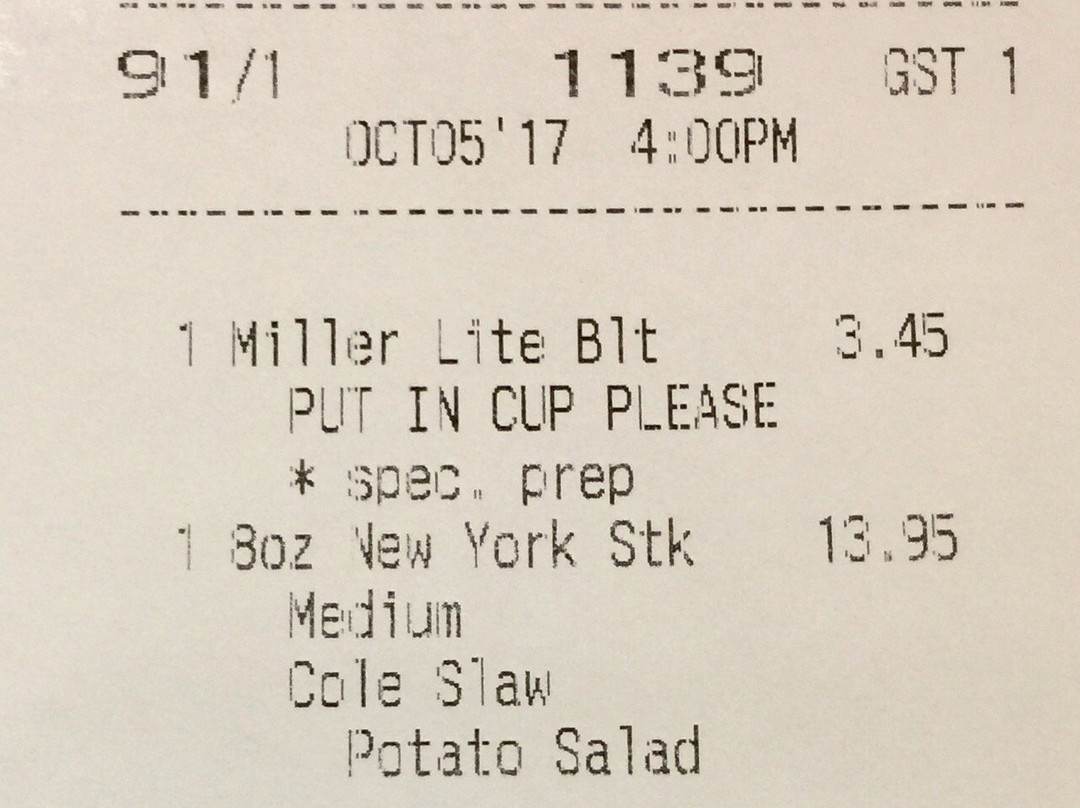 91/1 1139 GST 1
OCT05'17 4:00PM
1 Miller Lite Blt 3.45
PUT IN CUP PLEASE
* spec. prep
1 8oz New York Stk 13.95
Medium
Cole Slaw
Potato Salad